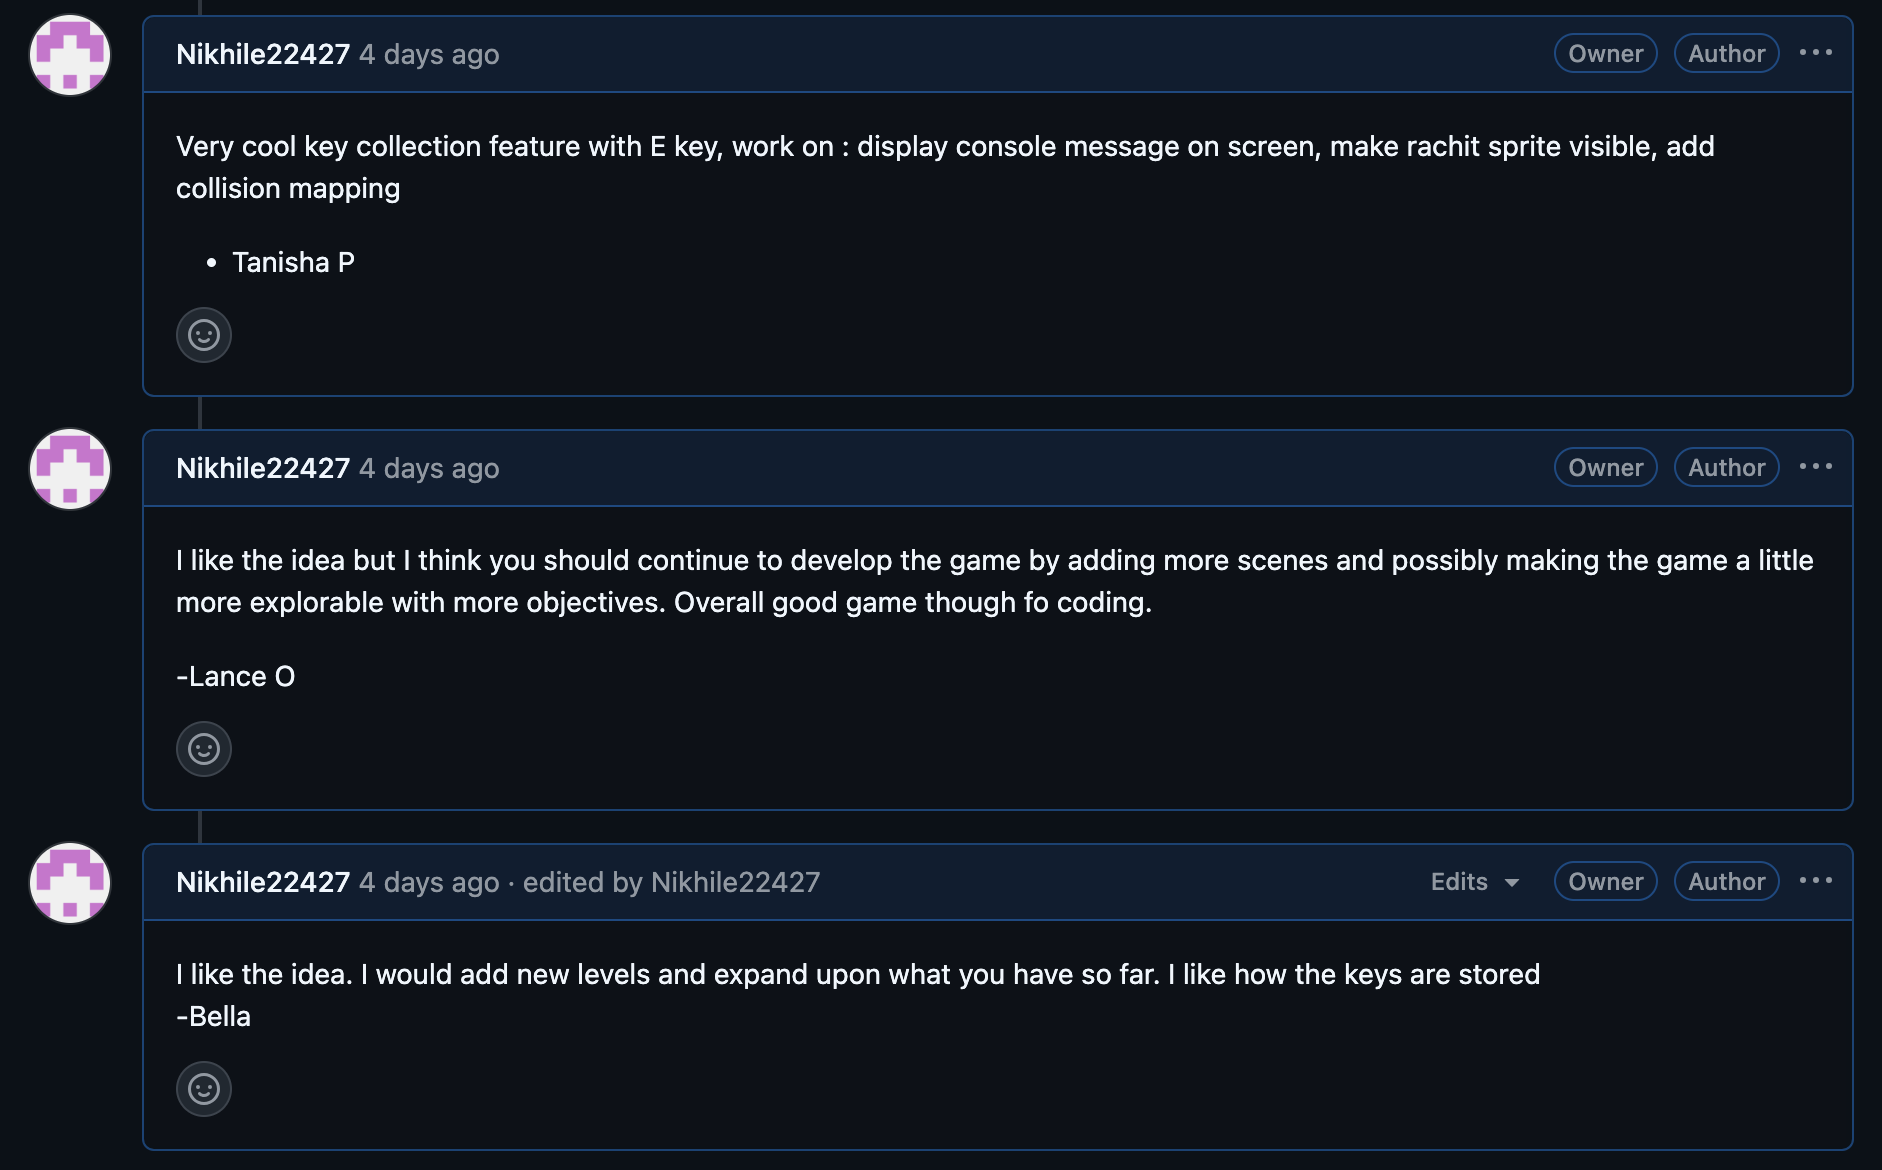 Nikhile22427 4 days ago Owner Author
Very cool key collection feature with E key, work on : display console message on screen, make rachit sprite visible, add
collision mapping
• Tanisha P
Nikhile22427 4 days ago Owner Author
I like the idea but I think you should continue to develop the game by adding more scenes and possibly making the game a little
more explorable with more objectives. Overall good game though fo coding.
-Lance O
Nikhile22427 4 days ago · edited by Nikhile22427 Edits Owner Author
I like the idea. I would add new levels and expand upon what you have so far. I like how the keys are stored
-Bella